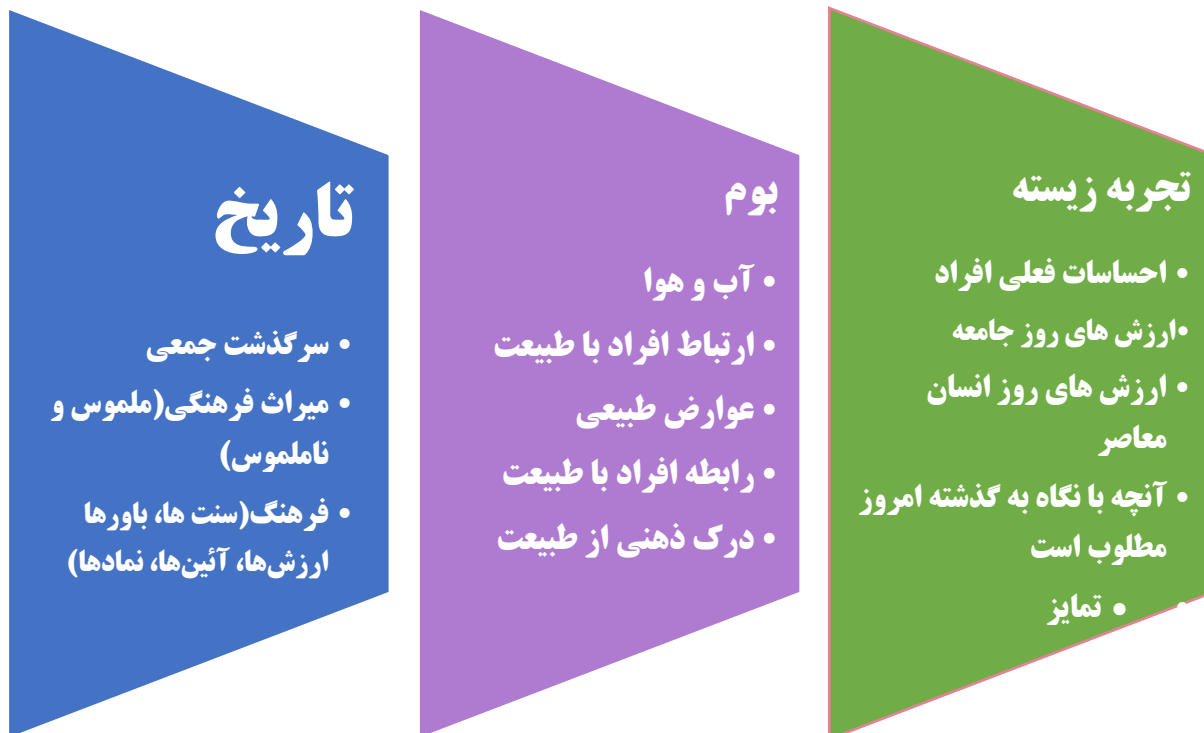 تجربه زیسته
• احساسات فعلی افراد
•ارزش های روز جامعه
• ارزش های روز انسان
معاصر
• آنچه با نگاه به گذشته امروز
مطلوب است
• • تمایز
بوم
• آب و هوا
• ارتباط افراد با طبیعت
• عوارض طبیعی
• رابطه افراد با طبیعت
• درک ذهنی از طبیعت
تاریخ
• سرگذشت جمعی
• میراث فرهنگی(ملموس و
ناملموس)
• فرهنگ(سنت ها، باورها
ارزش‌ها، آئین‌ها، نمادها)